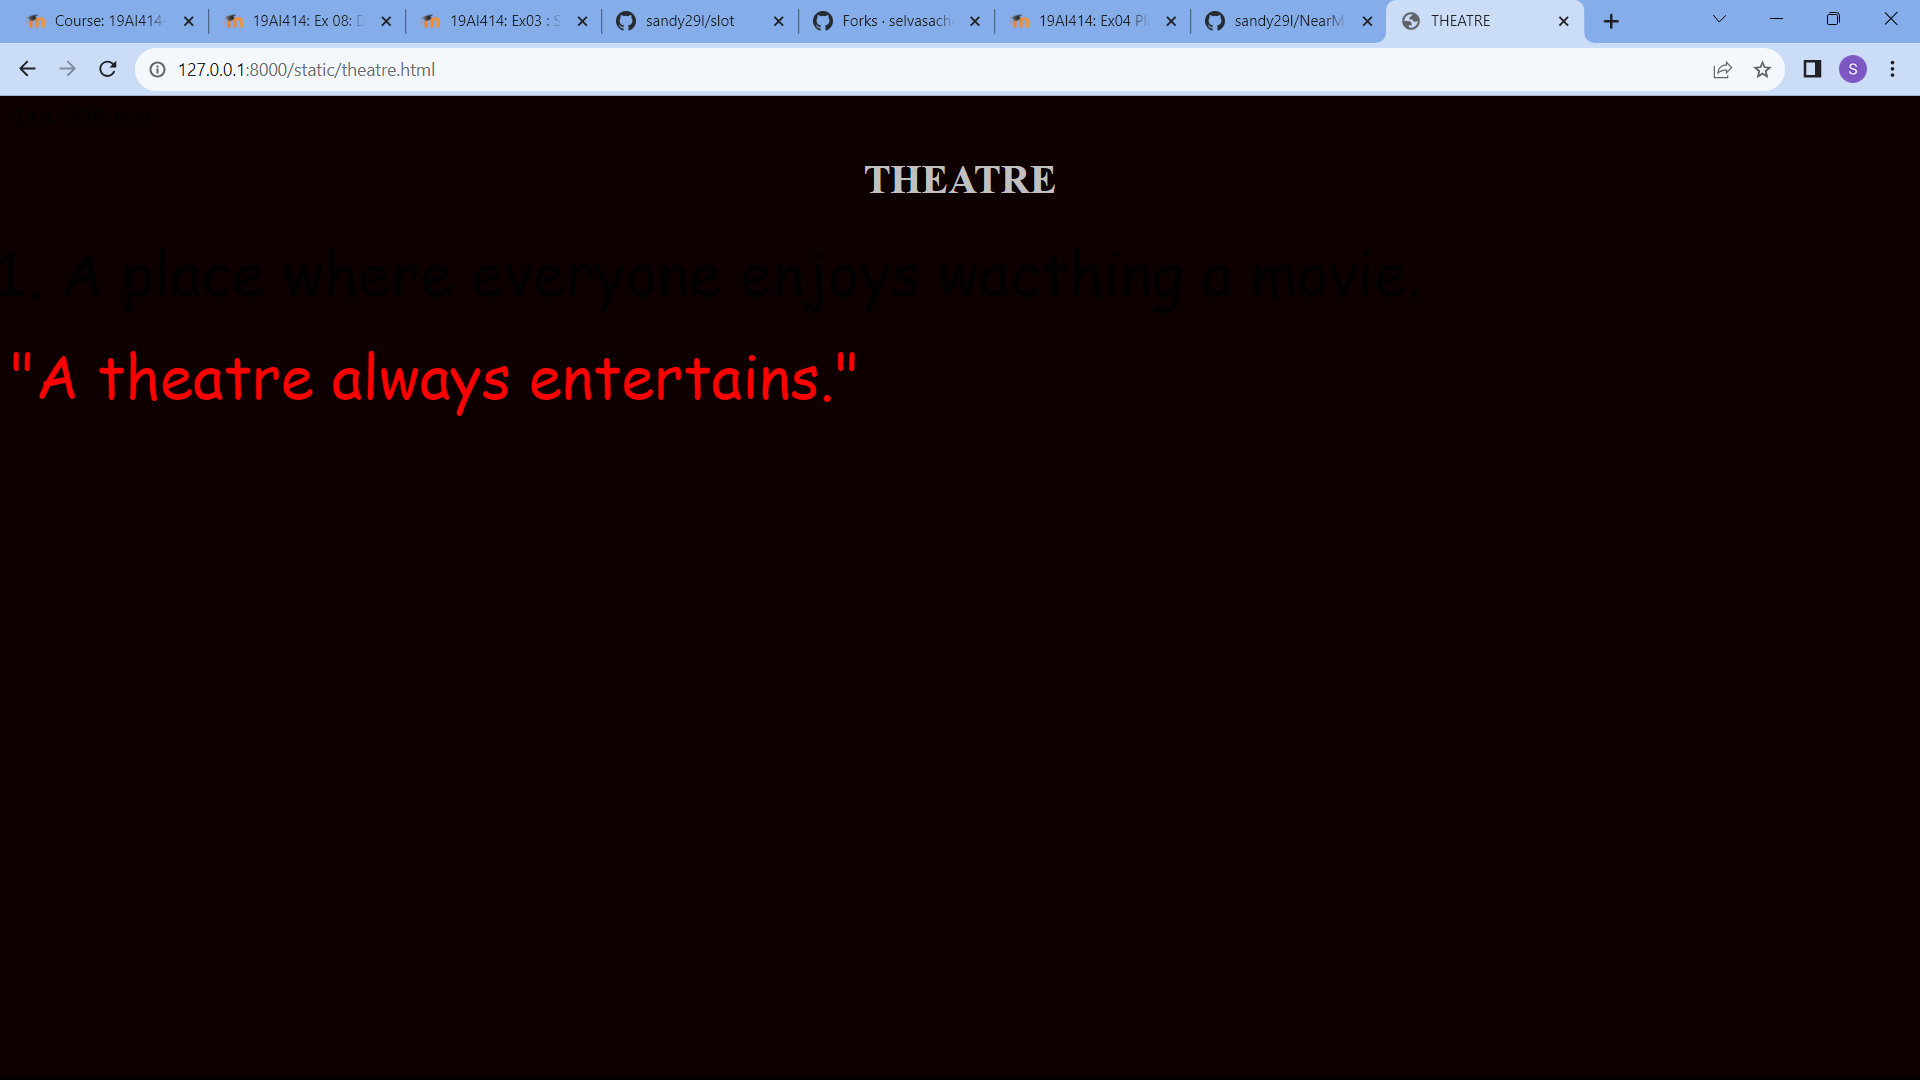 Course: 19AI414-
19AI414: Ex 08: D
19AI414: Ex03 : S
sandy29l/slot
Forks · selvasach
19AI414: Ex04 Pl
sandy29l/NearM
THEATRE
127.0.0.1:8000/static/theatre.html
S
THEATRE
1. A place where everyone enjoys wacthing a movie.
"A theatre always entertains."